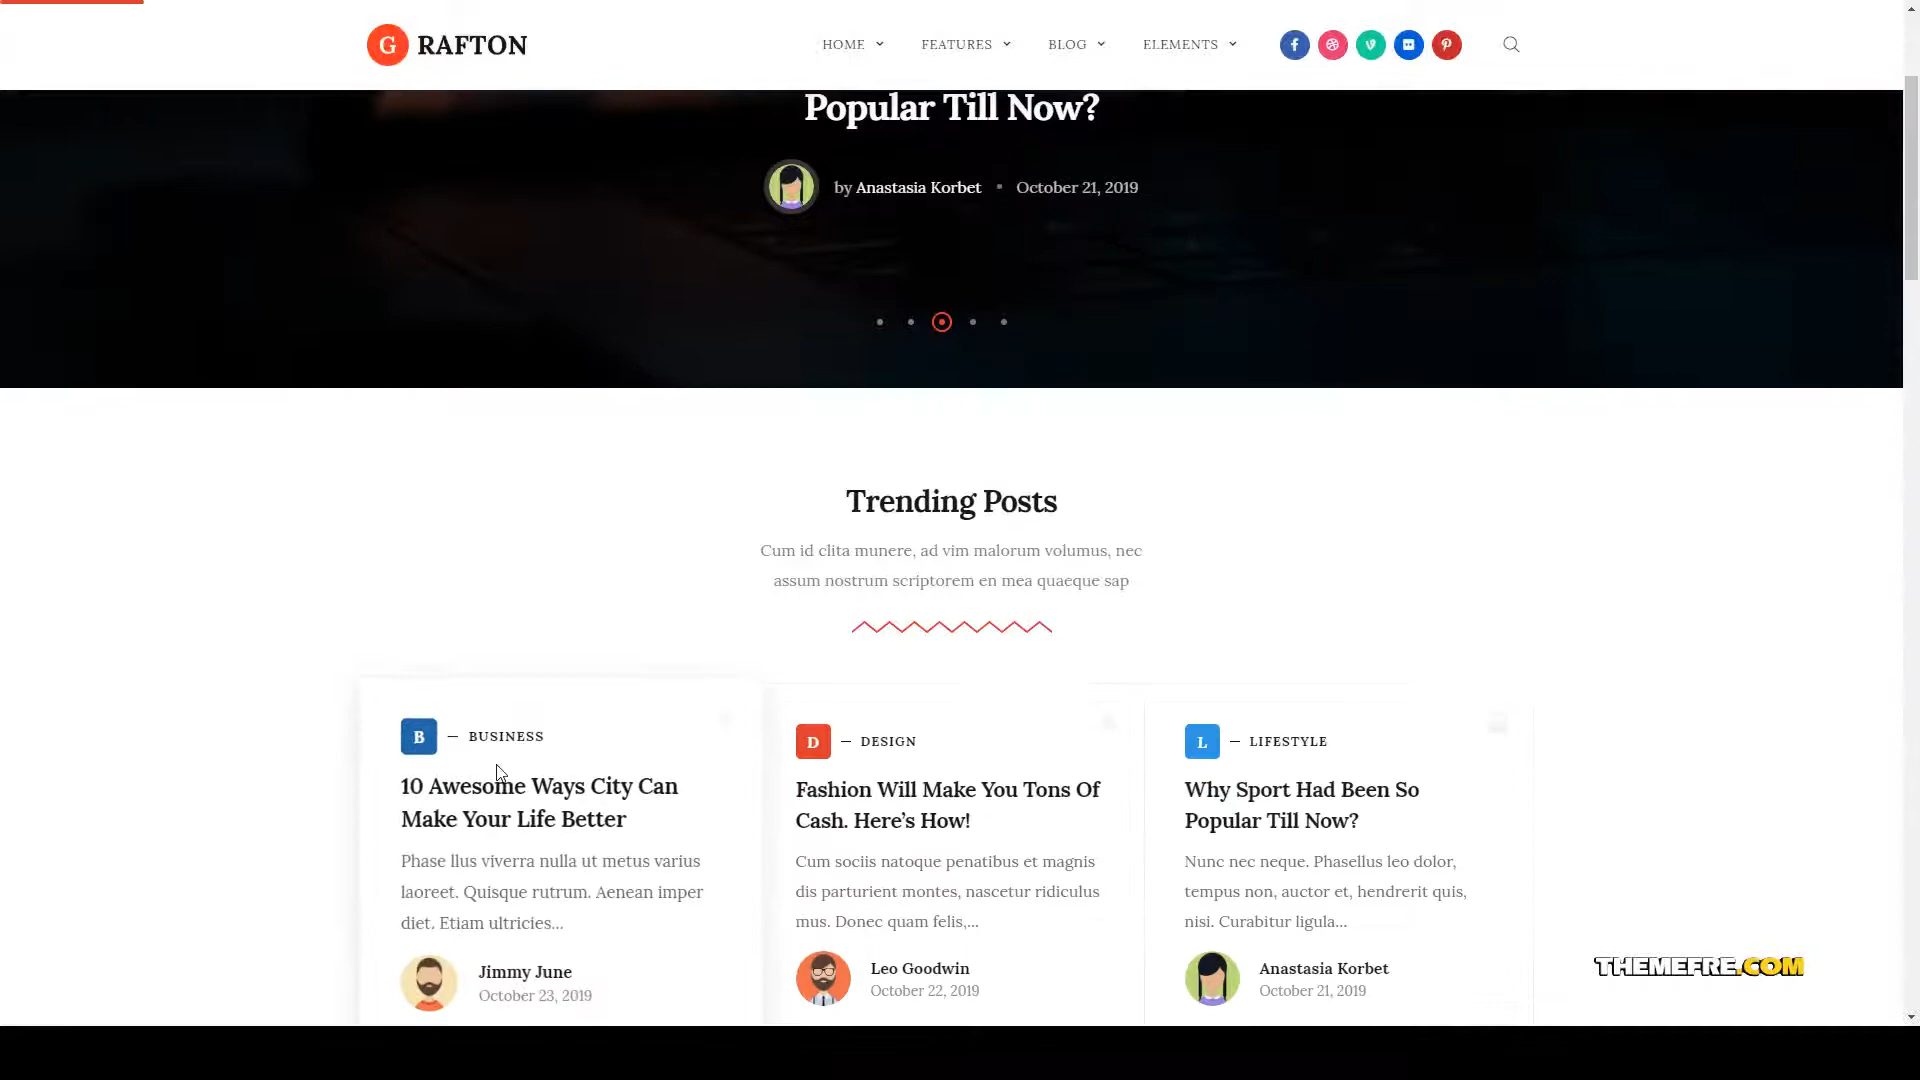 G RAFTON
HOME FEATURES BLOG ELEMENTS
Popular Till Now?
by Anastasia Korbet • October 21, 2019
Trending Posts
Cum id clita munere, ad vim malorum volumus, nec
assum nostrum scriptorem en mea quaeque sap
B — BUSINESS
10 Awesome Ways City Can
Make Your Life Better
Phase llus viverra nulla ut metus varius
laoreet. Quisque rutrum. Aenean imper
diet. Etiam ultricies...
Jimmy June
October 23, 2019
D — DESIGN
Fashion Will Make You Tons Of
Cash. Here’s How!
Cum sociis natoque penatibus et magnis
dis parturient montes, nascetur ridiculus
mus. Donec quam felis,...
Leo Goodwin
October 22, 2019
L — LIFESTYLE
Why Sport Had Been So
Popular Till Now?
Nunc nec neque. Phasellus leo dolor,
tempus non, auctor et, hendrerit quis,
nisi. Curabitur ligula...
Anastasia Korbet
October 21, 2019
THEMEFRE.COM